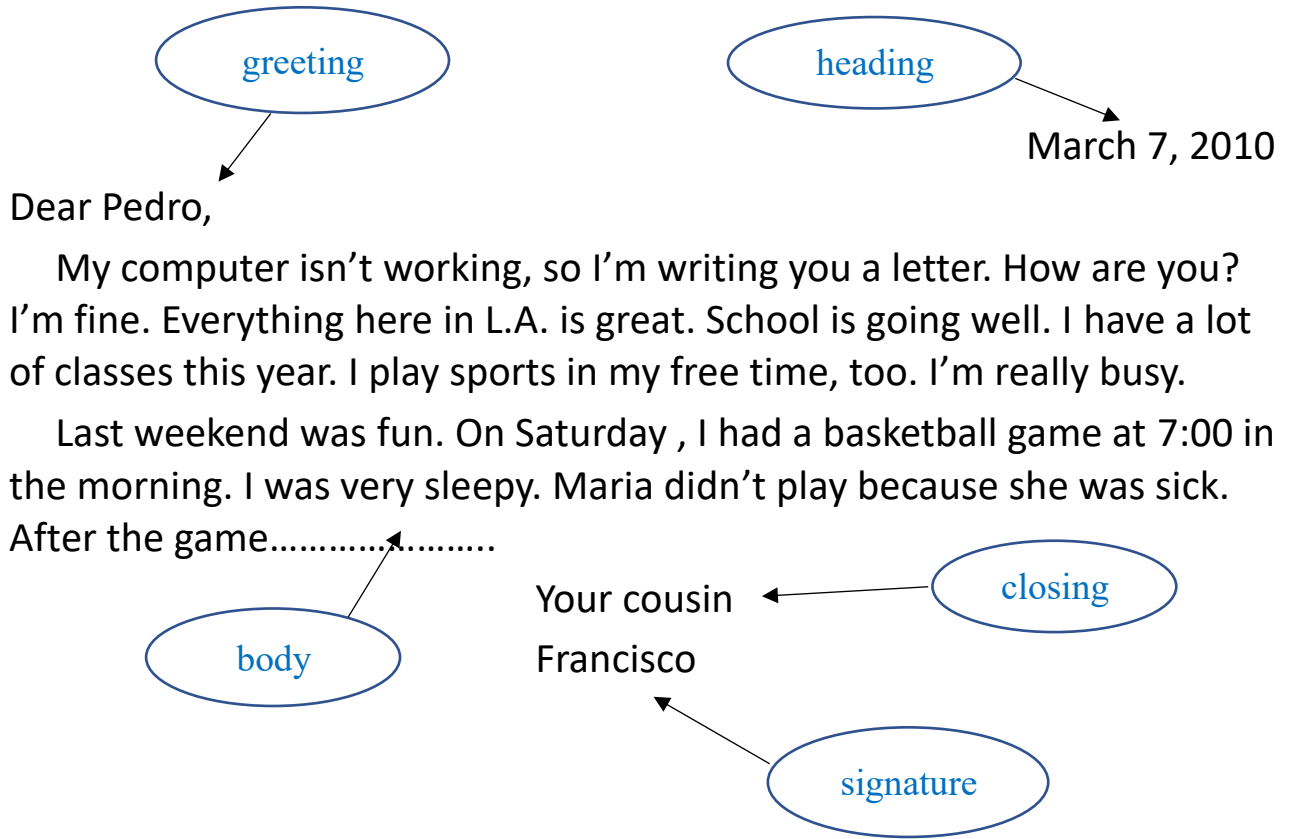 greeting
heading
March 7, 2010
Dear Pedro,
My computer isn’t working, so I’m writing you a letter. How are you?
I’m fine. Everything here in L.A. is great. School is going well. I have a lot
of classes this year. I play sports in my free time, too. I’m really busy.
Last weekend was fun. On Saturday , I had a basketball game at 7:00 in
the morning. I was very sleepy. Maria didn’t play because she was sick.
After the game…………………..
Your cousin
closing
body
Francisco
signature